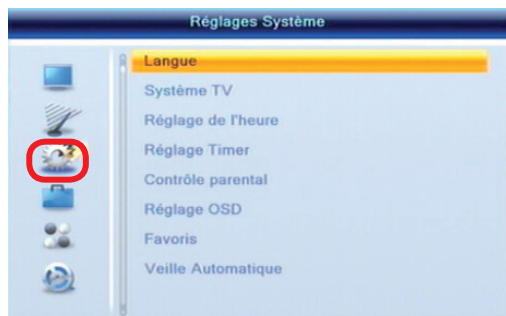 Réglages Système
Langue
Système TV
Réglage de l'heure
Réglage Timer
Contrôle parental
Réglage OSD
Favoris
Veille Automatique